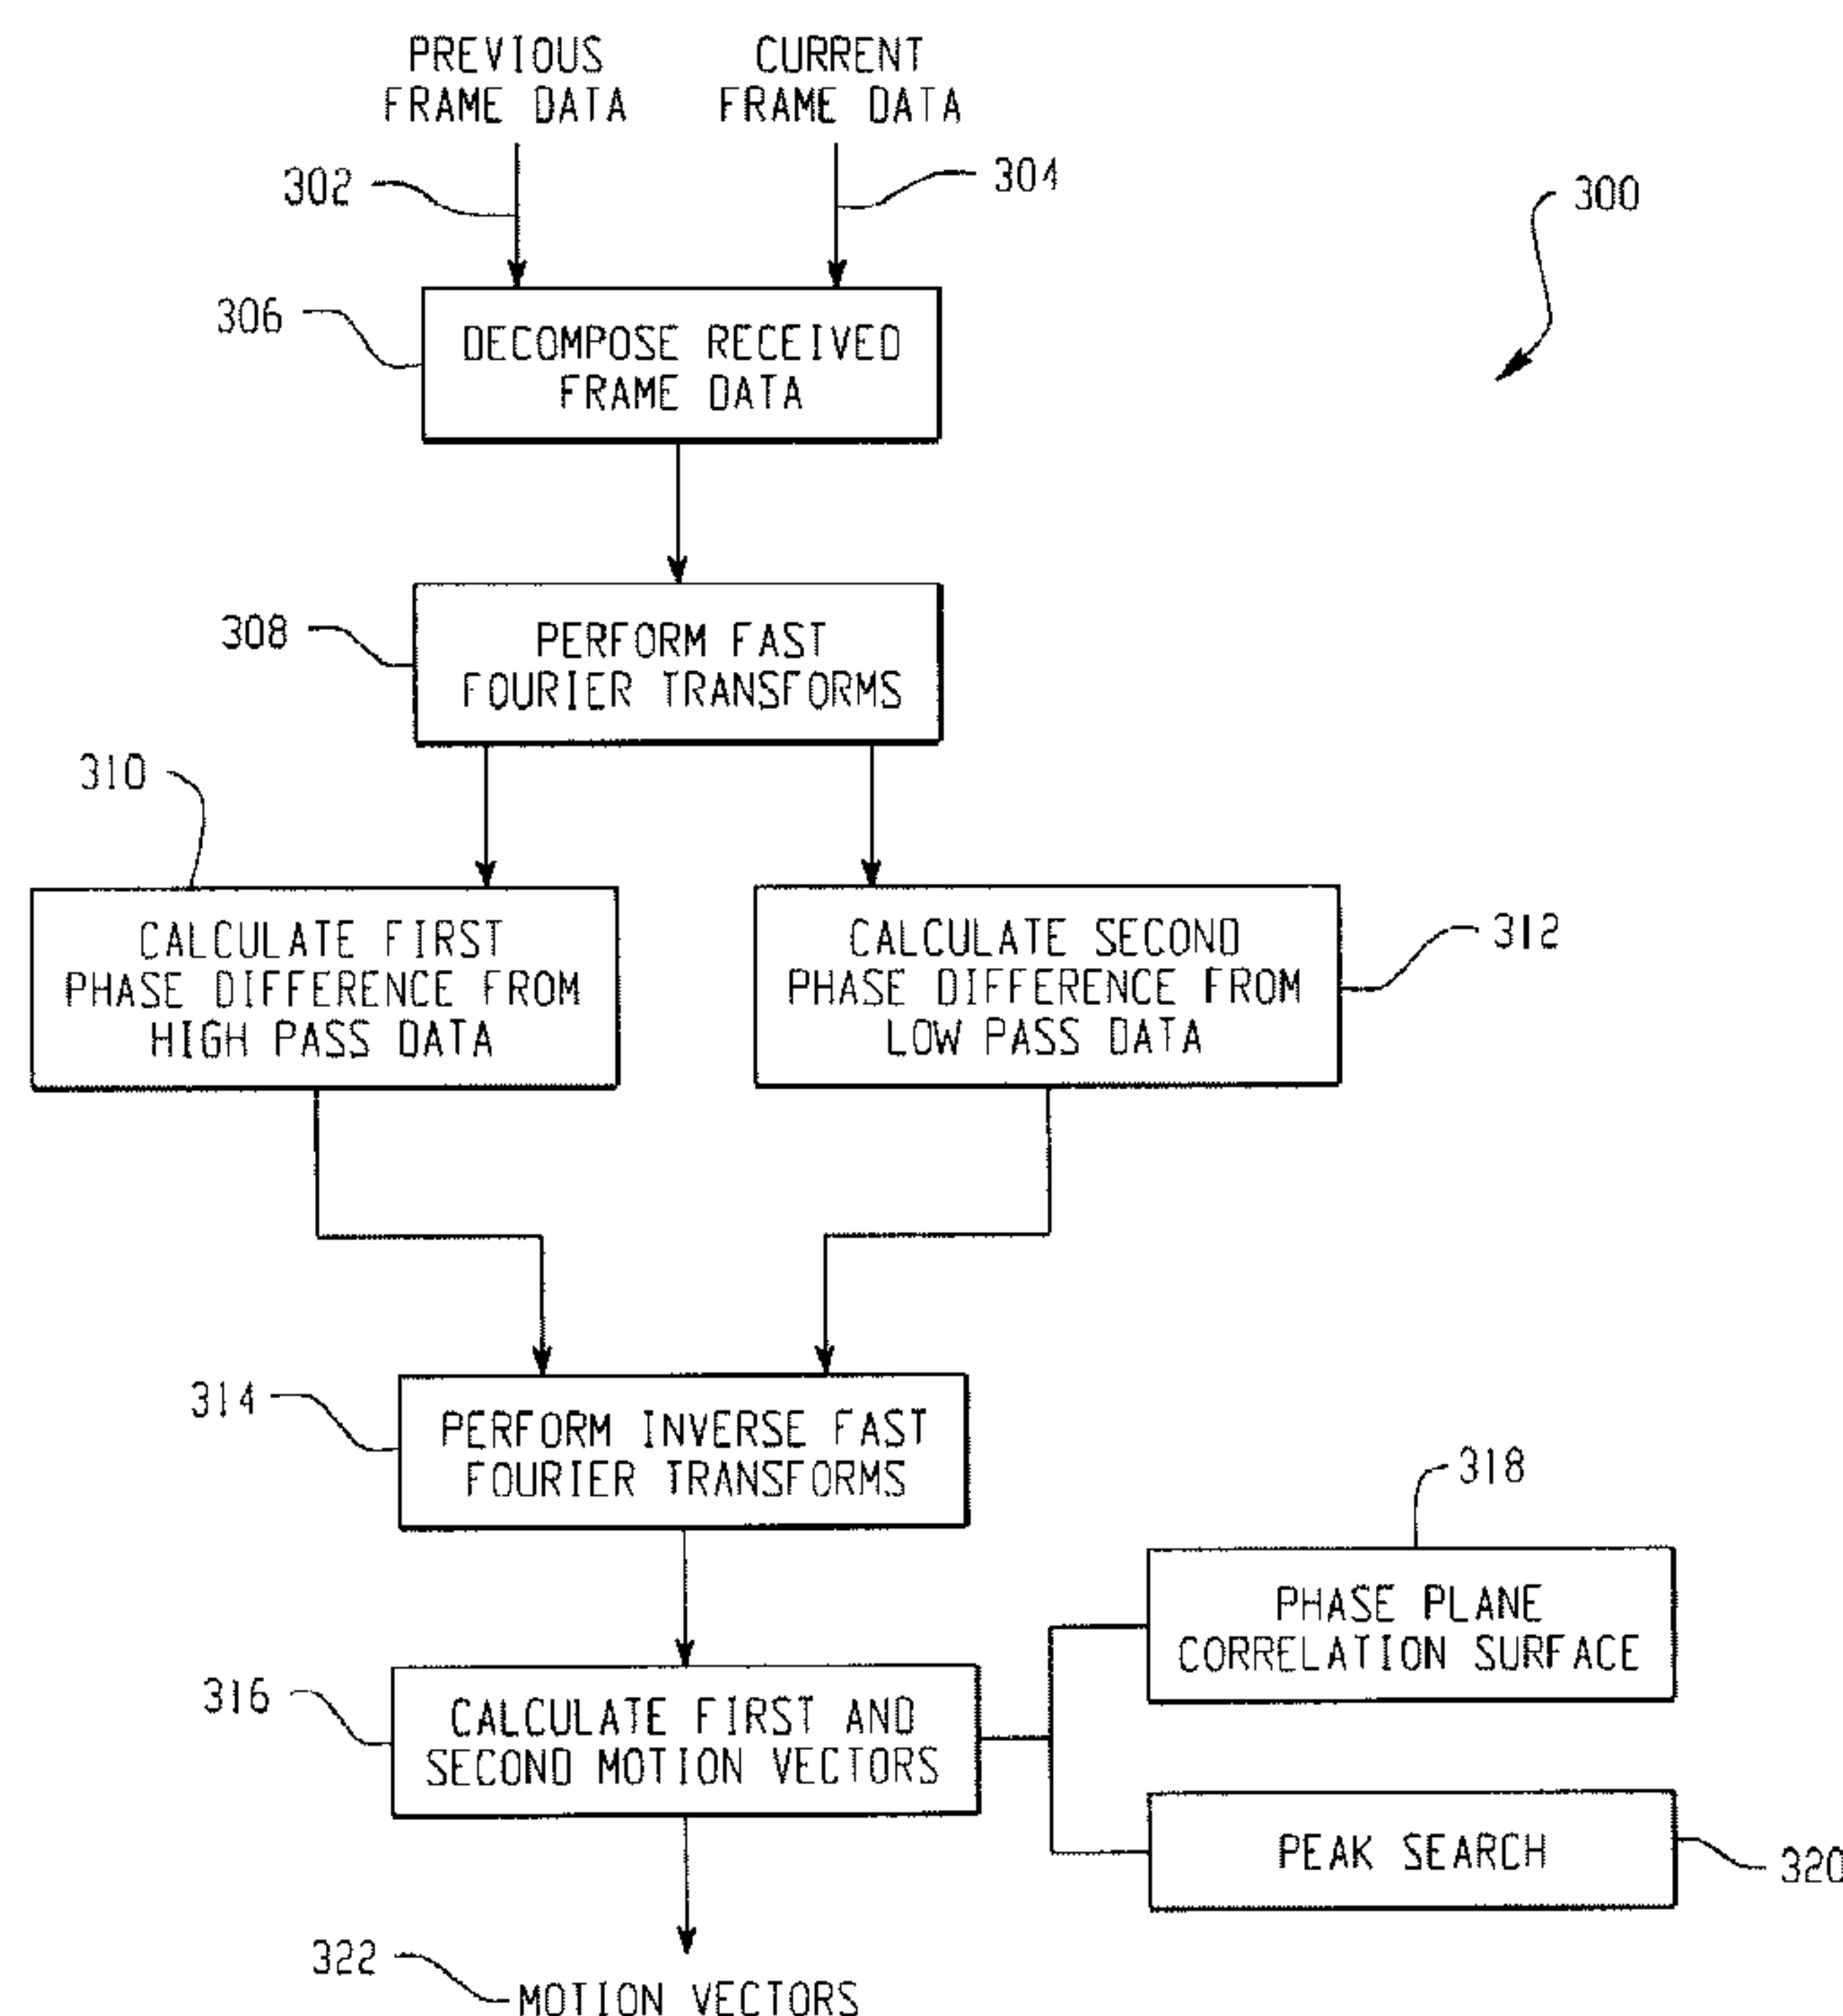 PREVIOUS
FRAME DATA
CURRENT
FRAME DATA
302
304
300
306
DECOMPOSE RECEIVED
FRAME DATA
308
PERFORM FAST
FOURIER TRANSFORMS
310
CALCULATE FIRST
PHASE DIFFERENCE FROM
HIGH PASS DATA
CALCULATE SECOND
PHASE DIFFERENCE FROM
LOW PASS DATA
312
314
PERFORM INVERSE FAST
FOURIER TRANSFORMS
318
PHASE PLANE
CORRELATION SURFACE
316
CALCULATE FIRST AND
SECOND MOTION VECTORS
PEAK SEARCH
320
322
MOTION VECTORS